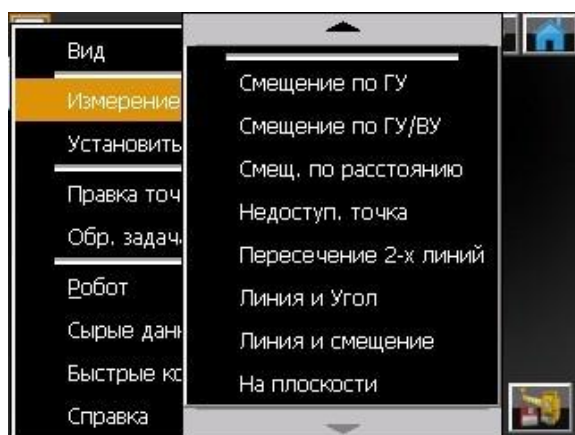 Вид
Измерение
Установить
Правка точ
Обр. задач
Робот
Сырые данн
Быстрые ко
Справка
Смещение по ГУ
Смещение по ГУ/ВУ
Смещ. по расстоянию
Недоступ. точка
Пересечение 2-х линий
Линия и Угол
Линия и смещение
На плоскости